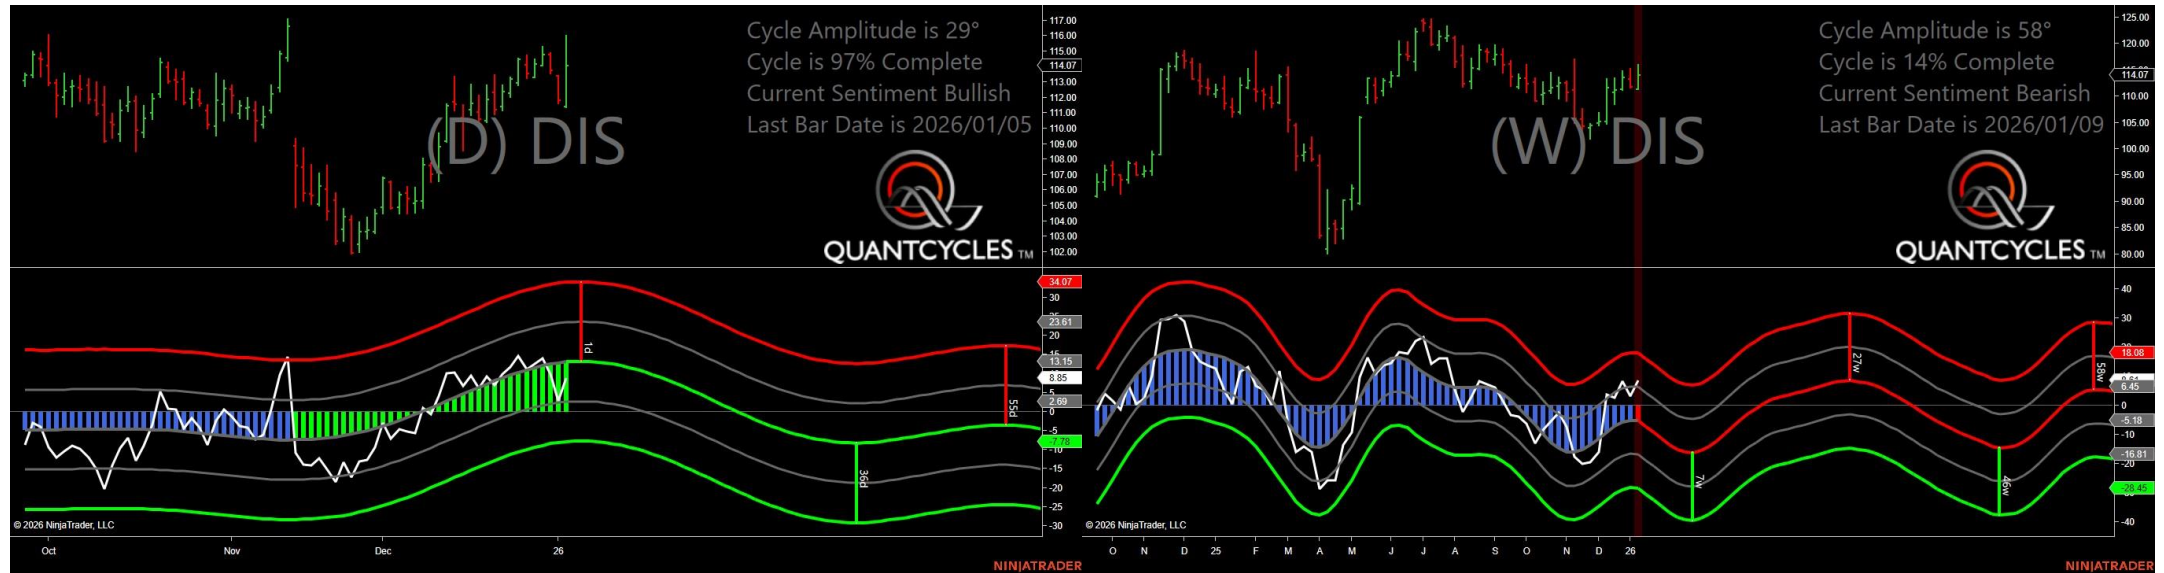 Cycle Amplitude is 29°
Cycle is 97% Complete
Current Sentiment Bullish
Last Bar Date is 2026/01/05
(D) DIS
QUANTCYCLES TM
117.00
116.00
115.00
114.07
113.00
112.00
111.00
110.00
109.00
108.00
107.00
106.00
105.00
104.00
103.00
102.00
34.07
30
23.61
20
15
13.15
8.85
5
2.69
0
-5
-7.78
-10
-15
-20
-25
-30
1d
36d
55d
© 2026 NinjaTrader, LLC
Oct Nov Dec 26
NINJATRADER
Cycle Amplitude is 58°
Cycle is 14% Complete
Current Sentiment Bearish
Last Bar Date is 2026/01/09
(W) DIS
QUANTCYCLES TM
125.00
120.00
114.07
110.00
105.00
100.00
95.00
90.00
85.00
80.00
40
30
18.08
6.45
0
-5.18
-10
-16.81
-20
-28.45
-40
7w
27w
46w
58w
© 2026 NinjaTrader, LLC
O N D 25 F M A M J J A S O N D 26
NINJATRADER